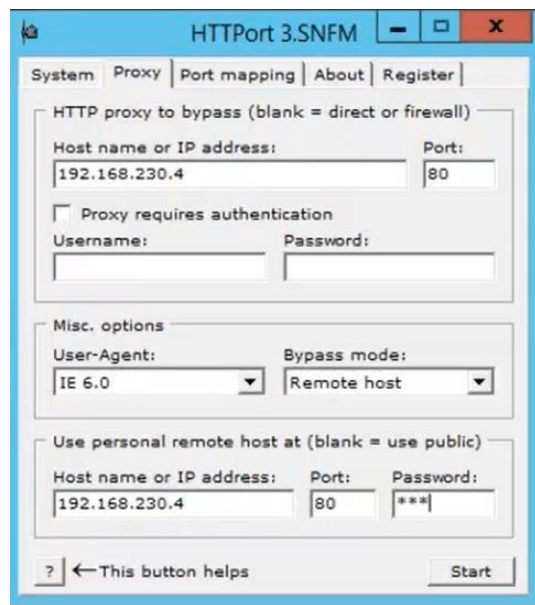 HTTPort 3.SNFM
System Proxy Port mapping About Register
HTTP proxy to bypass (blank = direct or firewall)
Host name or IP address: Port:
192.168.230.4 80
Proxy requires authentication
Username: Password:
Misc. options
User-Agent: Bypass mode:
IE 6.0 Remote host
Use personal remote host at (blank = use public)
Host name or IP address: Port: Password:
192.168.230.4 80 ***
? ←This button helps Start